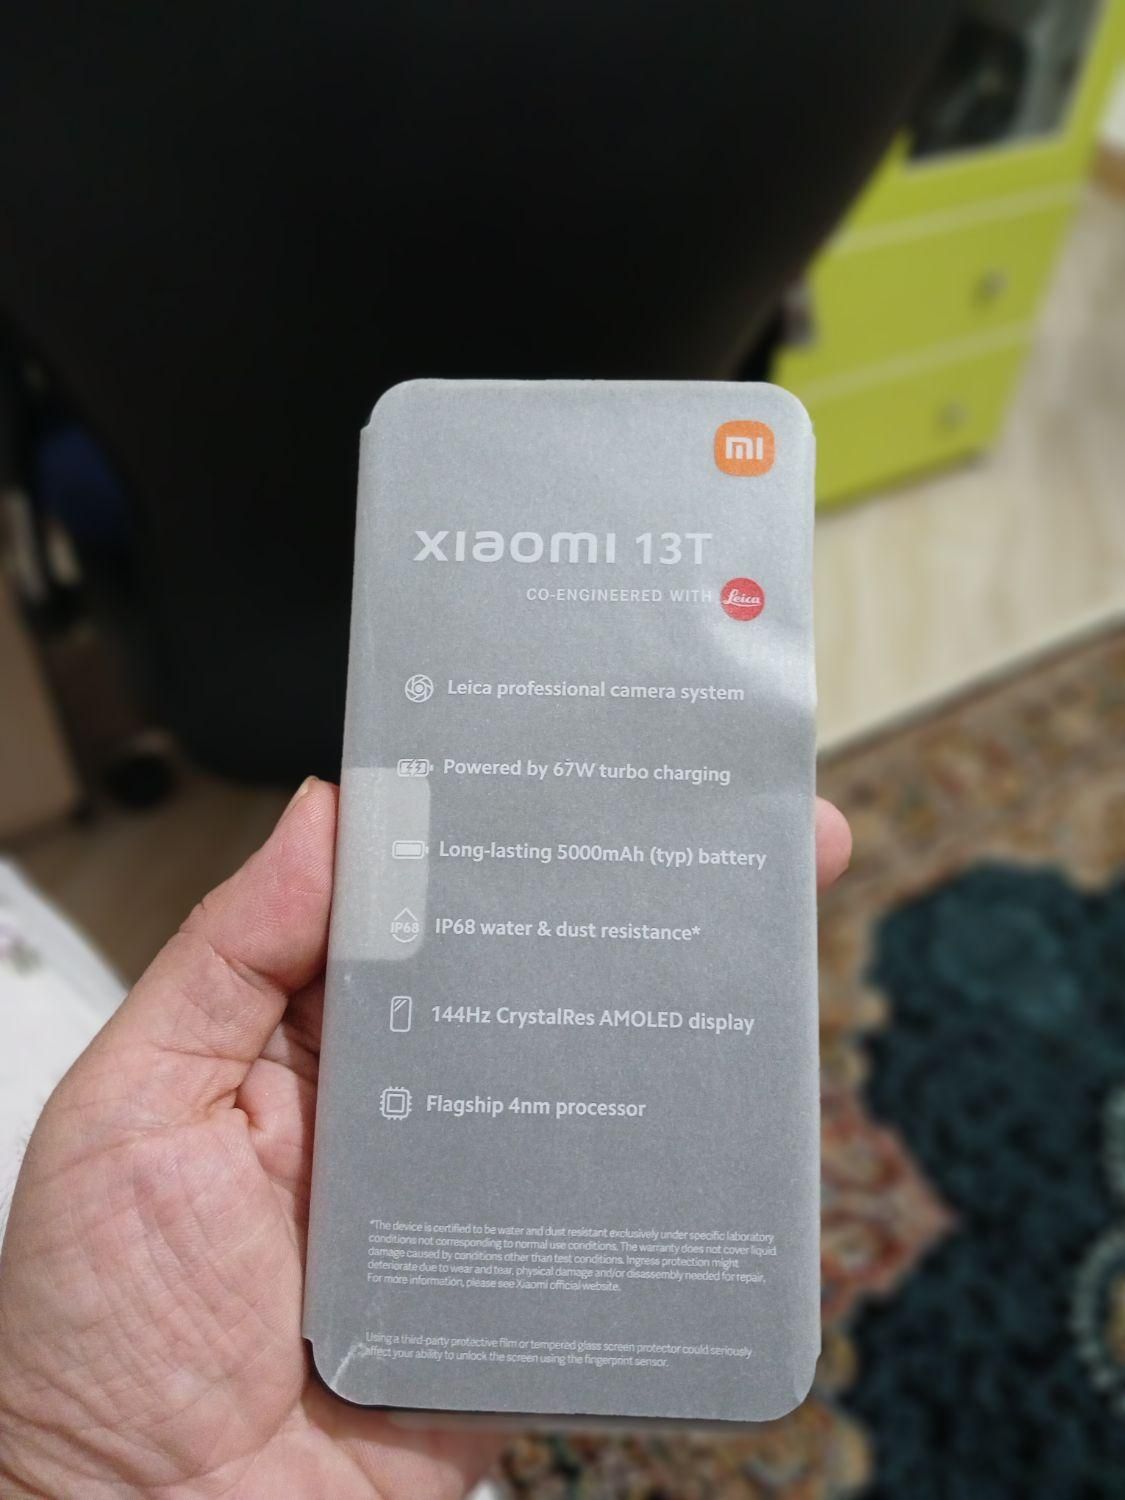 mi
xiaomi 13T
CO-ENGINEERED WITH Leica
Leica professional camera system
Powered by 67W turbo charging
Long-lasting 5000mAh (typ) battery
IP68 IP68 water & dust resistance*
144Hz CrystalRes AMOLED display
Flagship 4nm processor
*The device is certified to be water and dust resistant exclusively under specific laboratory
conditions not corresponding to normal use conditions. The warranty does not cover liquid
damage caused by conditions other than test conditions. Ingress protection might
deteriorate due to wear and tear, physical damage and/or disassembly needed for repair.
For more information, please see Xiaomi official website.
Using a third-party protective film or tempered glass screen protector could seriously
affect your ability to unlock the screen using the fingerprint sensor.